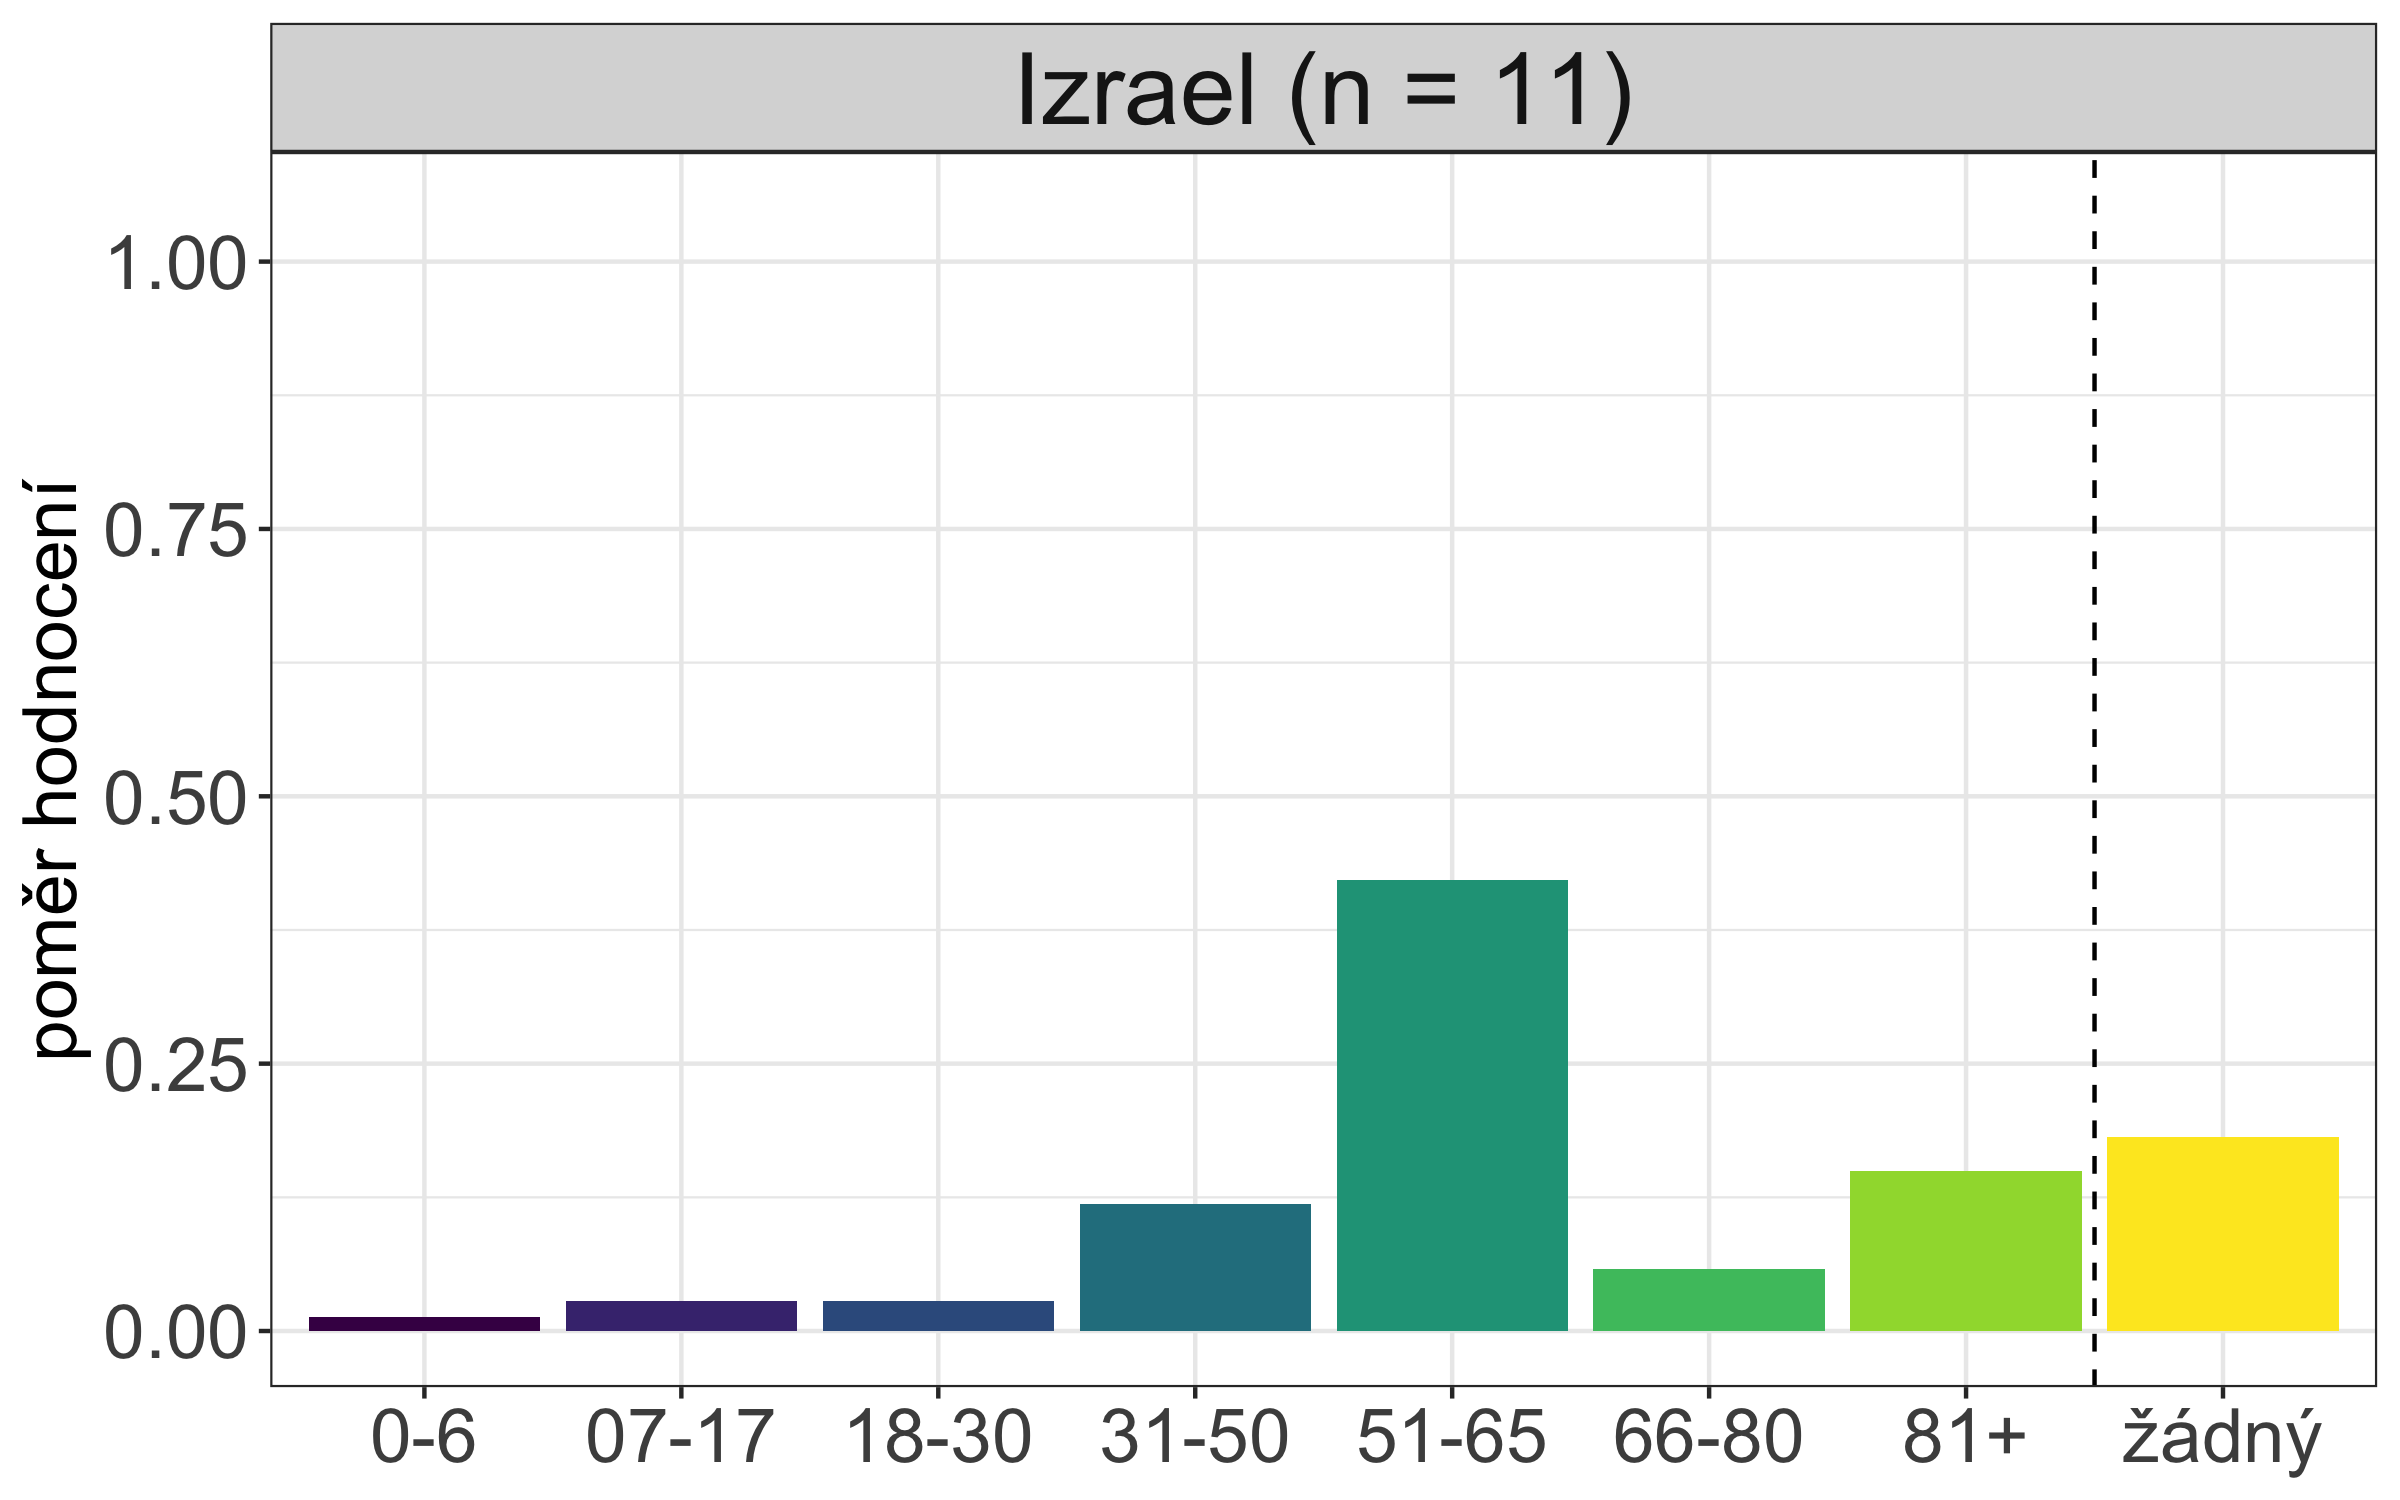 Izrael (n = 11)
poměr hodnocení
1.00
0.75
0.50
0.25
0.00
0-6 07-17 18-30 31-50 51-65 66-80 81+ žádný